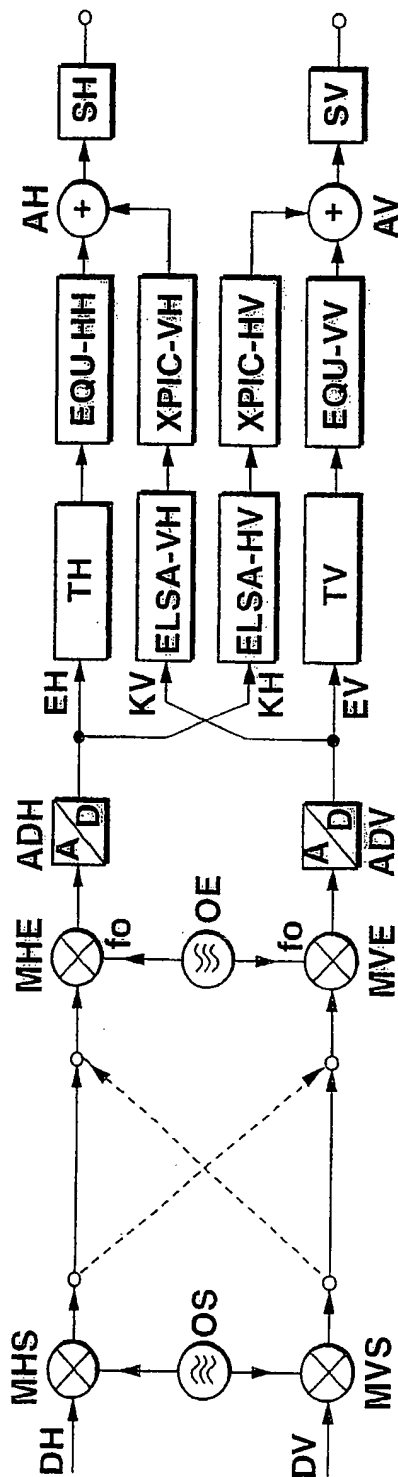 DH
MHS
MHE
fo
ADH
A
D
EH
TH
EQU-HH
AH
+
SH
OS
OE
KV
ELSA-VH
XPIC-VH
KH
ELSA-HV
XPIC-HV
DV
MVS
fo
MVE
A
D
ADV
EV
TV
EQU-VV
+
AV
SV